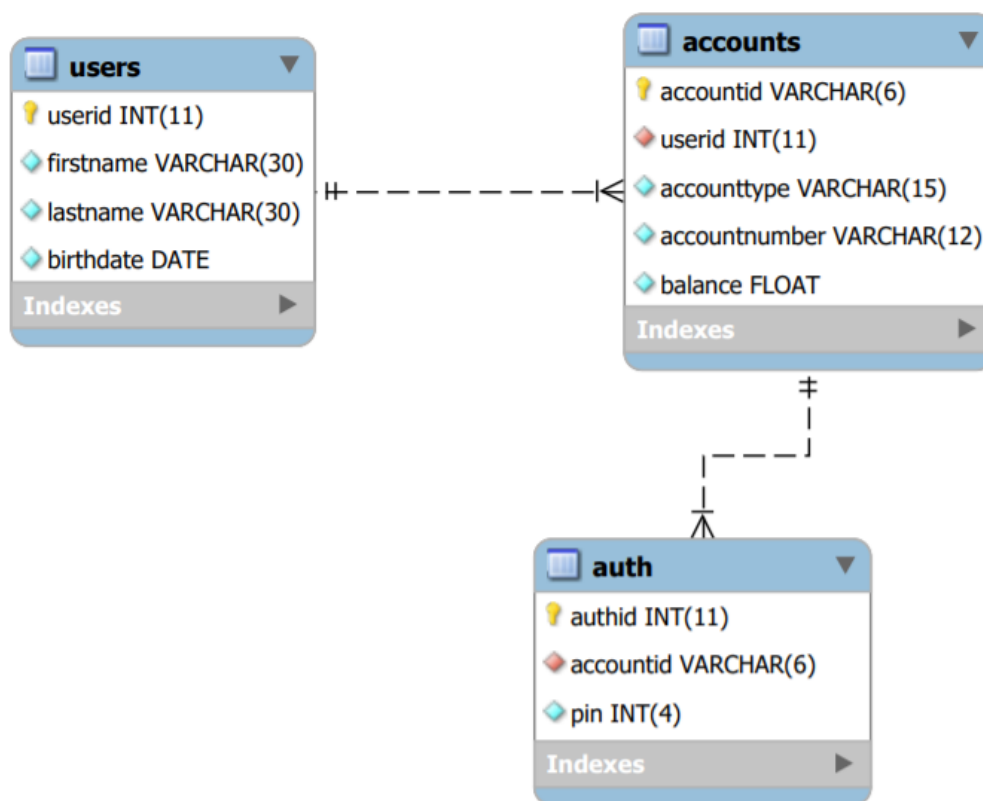 users
userid INT(11)
firstname VARCHAR(30)
lastname VARCHAR(30)
birthdate DATE
Indexes
accounts
accountid VARCHAR(6)
userid INT(11)
accounttype VARCHAR(15)
accountnumber VARCHAR(12)
balance FLOAT
Indexes
auth
authid INT(11)
accountid VARCHAR(6)
pin INT(4)
Indexes